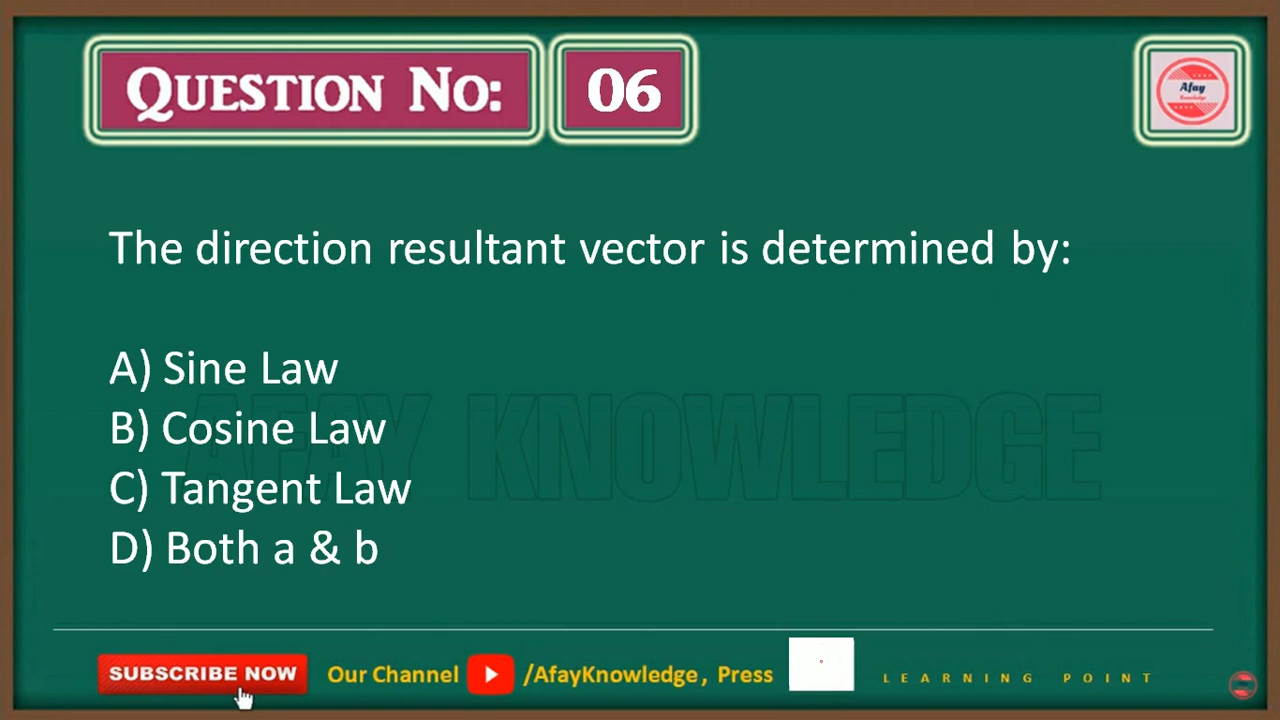 QUESTION NO: 06
Afay
Knowledge
The direction resultant vector is determined by:
A) Sine Law
B) Cosine Law
C) Tangent Law
D) Both a & b
AFAY KNOWLEDGE
SUBSCRIBE NOW Our Channel /AfayKnowledge, Press LEARNING POINT